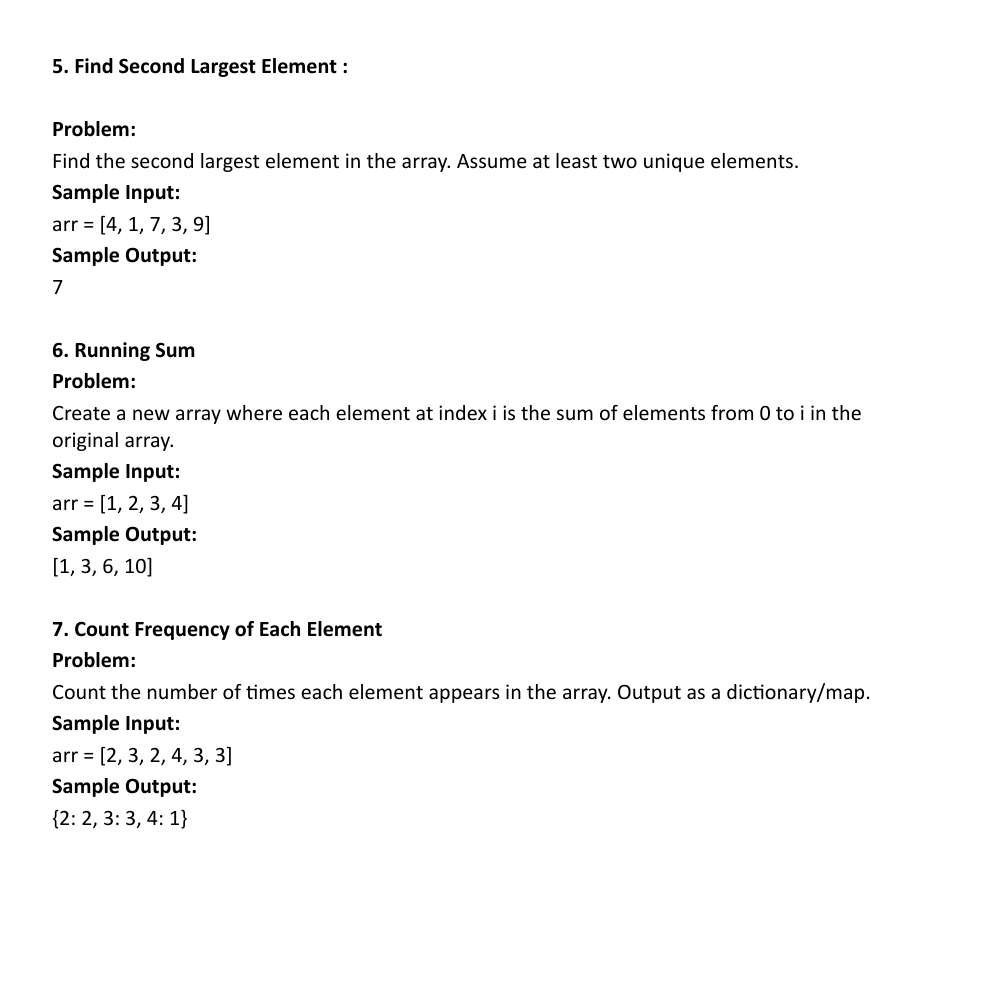 5. Find Second Largest Element :
Problem:
Find the second largest element in the array. Assume at least two unique elements.
Sample Input:
arr = [4, 1, 7, 3, 9]
Sample Output:
7
6. Running Sum
Problem:
Create a new array where each element at index i is the sum of elements from 0 to i in the
original array.
Sample Input:
arr = [1, 2, 3, 4]
Sample Output:
[1, 3, 6, 10]
7. Count Frequency of Each Element
Problem:
Count the number of times each element appears in the array. Output as a dictionary/map.
Sample Input:
arr = [2, 3, 2, 4, 3, 3]
Sample Output:
{2: 2, 3: 3, 4: 1}